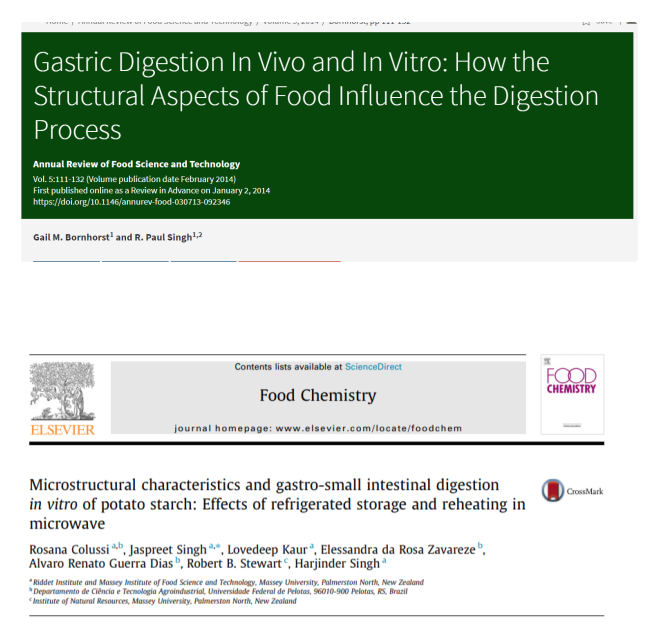 Home / Annual Review of Food Science and Technology / Volume 5, 2014 / Bornhorst, pp 111-132
Gastric Digestion In Vivo and In Vitro: How the
Structural Aspects of Food Influence the Digestion
Process
Annual Review of Food Science and Technology
Vol. 5:111-132 (Volume publication date February 2014)
First published online as a Review in Advance on January 2, 2014
https://doi.org/10.1146/annurev-food-030713-092346
Gail M. Bornhorst1 and R. Paul Singh1,2
Contents lists available at ScienceDirect
Food Chemistry
journal homepage: www.elsevier.com/locate/foodchem
ELSEVIER
FOOD
CHEMISTRY
Microstructural characteristics and gastro-small intestinal digestion
in vitro of potato starch: Effects of refrigerated storage and reheating in
microwave
CrossMark
Rosana Colussi a,b, Jaspreet Singh a,*, Lovedeep Kaur a, Elessandra da Rosa Zavareze b,
Alvaro Renato Guerra Dias b, Robert B. Stewart c, Harjinder Singh a
a Riddet Institute and Massey Institute of Food Science and Technology, Massey University, Palmerston North, New Zealand
b Departamento de Ciência e Tecnologia Agroindustrial, Universidade Federal de Pelotas, 96010-900 Pelotas, RS, Brazil
c Institute of Natural Resources, Massey University, Palmerston North, New Zealand